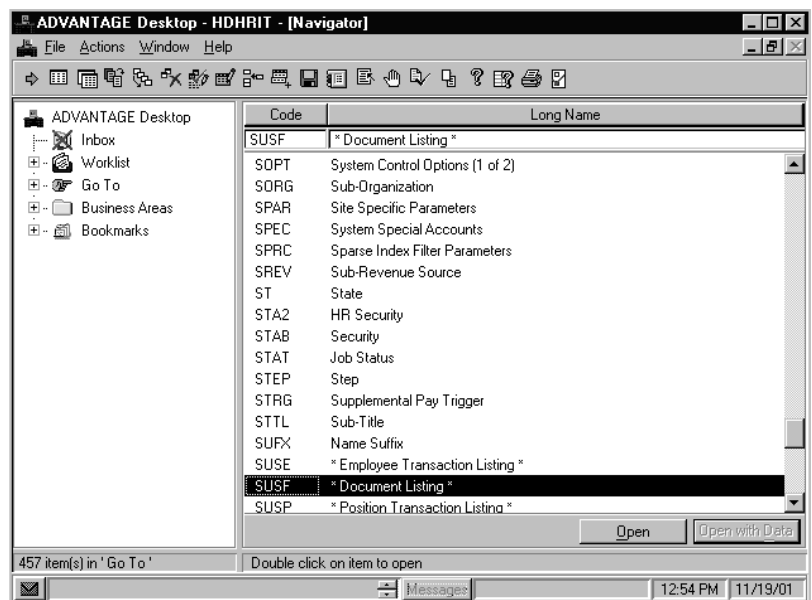 ADVANTAGE Desktop - HDHRIT - [Navigator]
File Actions Window Help
ADVANTAGE Desktop
Inbox
Worklist
Go To
Business Areas
Bookmarks
Code Long Name
SUSF * Document Listing *
SOPT System Control Options (1 of 2)
SORG Sub-Organization
SPAR Site Specific Parameters
SPEC System Special Accounts
SPRC Sparse Index Filter Parameters
SREV Sub-Revenue Source
ST State
STA2 HR Security
STAB Security
STAT Job Status
STEP Step
STRG Supplemental Pay Trigger
STTL Sub-Title
SUFX Name Suffix
SUSE * Employee Transaction Listing *
SUSF * Document Listing *
SUSP * Position Transaction Listing *
Open Open with Data
457 item(s) in ' Go To ' Double click on item to open
Messages 12:54 PM 11/19/01